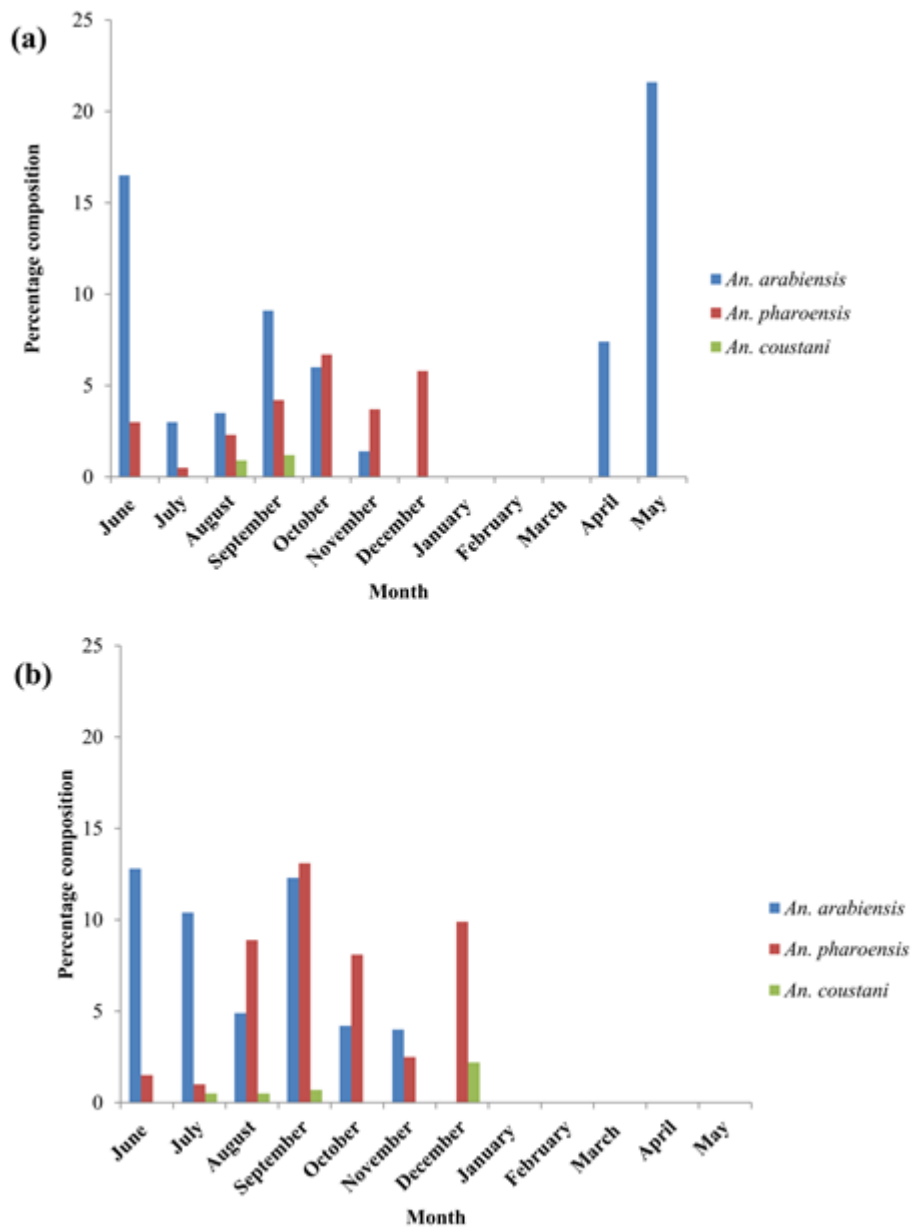 (a)
25
20
15
10
5
0
Percentage composition
June
July
August
September
October
November
December
January
February
March
April
May
Month
An. arabiensis
An. pharoensis
An. coustani
(b)
25
20
15
10
5
0
Percentage composition
June
July
August
September
October
November
December
January
February
March
April
May
Month
An. arabiensis
An. pharoensis
An. coustani